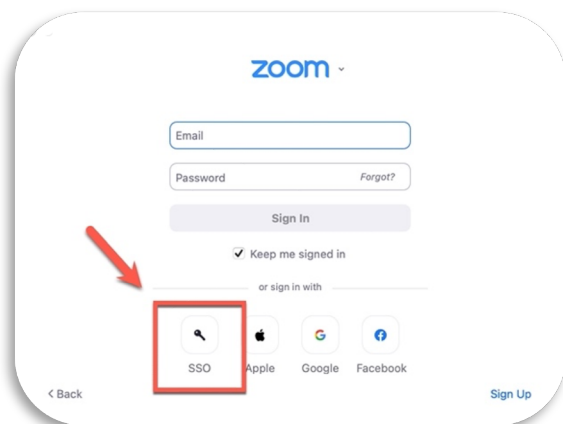 zoom
Email
Password Forgot?
Sign In
Keep me signed in
or sign in with
SSO Apple Google Facebook
< Back Sign Up